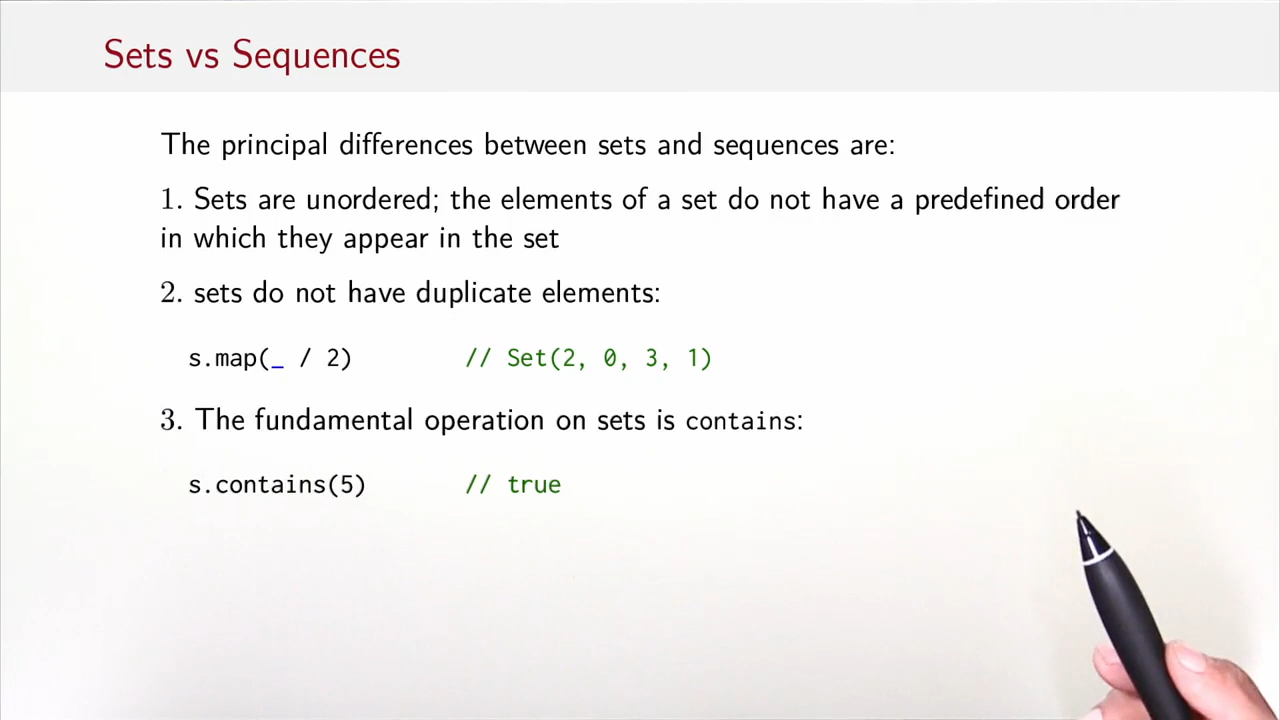 Sets vs Sequences
The principal differences between sets and sequences are:
1. Sets are unordered; the elements of a set do not have a predefined order
in which they appear in the set
2. sets do not have duplicate elements:
s.map(_ / 2) // Set(2, 0, 3, 1)
3. The fundamental operation on sets is contains:
s.contains(5) // true